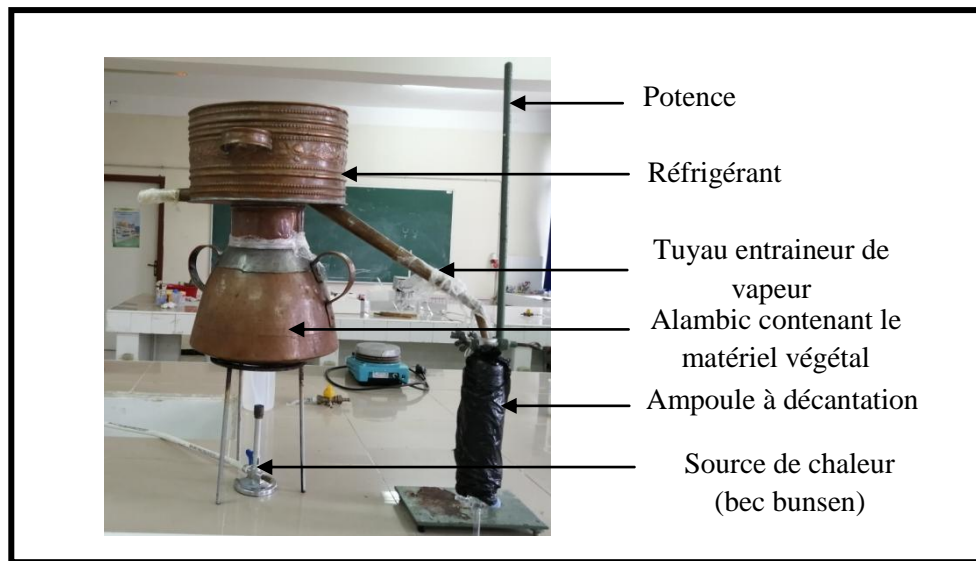 Potence
Réfrigérant
Tuyau entraineur de
vapeur
Alambic contenant le
matériel végétal
Ampoule à décantation
Source de chaleur
(bec bunsen)